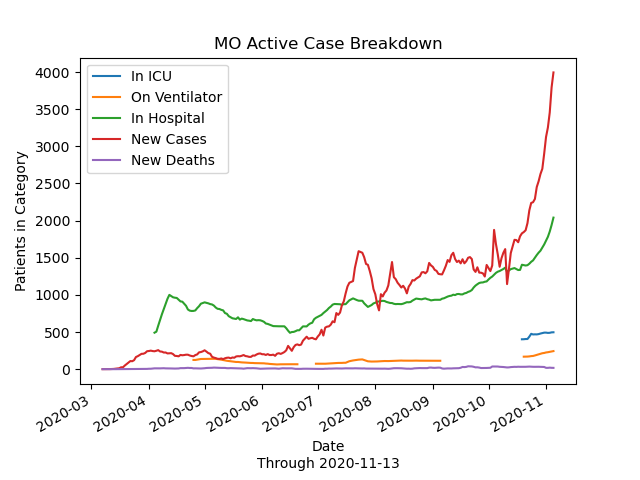 MO Active Case Breakdown
In ICU
On Ventilator
In Hospital
New Cases
New Deaths
Patients in Category
4000
3500
3000
2500
2000
1500
1000
500
0
2020-03
2020-04
2020-05
2020-06
2020-07
2020-08
2020-09
2020-10
2020-11
Date
Through 2020-11-13